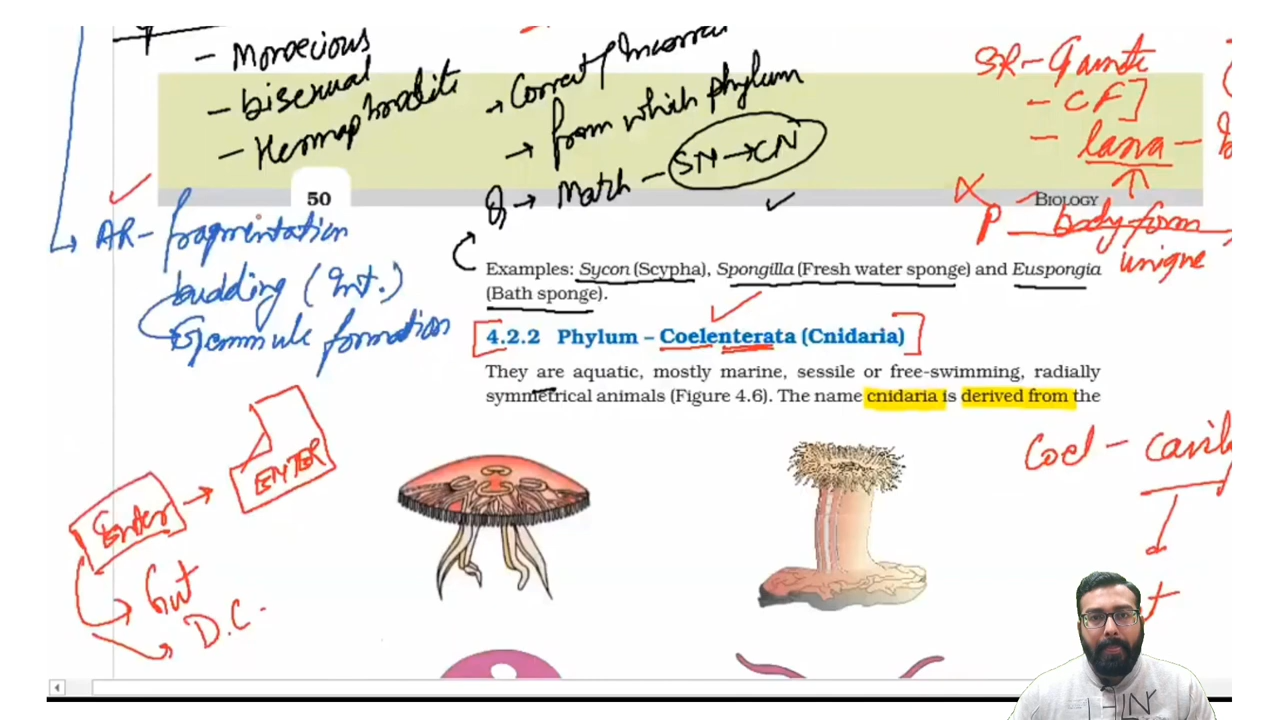 - Monoecious
- bisexual
- Hermaphrodite
→ Correct/Incorrect
→ from which phylum
Q → Match - SN → CN
SR - Gamete
- CF]
- larva -
50
BIOLOGY
P - body form
unique
AR - fragmentation
budding (Int.)
Gemmule formation
Examples: Sycon (Scypha), Spongilla (Fresh water sponge) and Euspongia
(Bath sponge).
4.2.2 Phylum – Coelenterata (Cnidaria)
They are aquatic, mostly marine, sessile or free-swimming, radially
symmetrical animals (Figure 4.6). The name cnidaria is derived from the
Coel - cavity
Enter → ENTER
Gut
D.C.